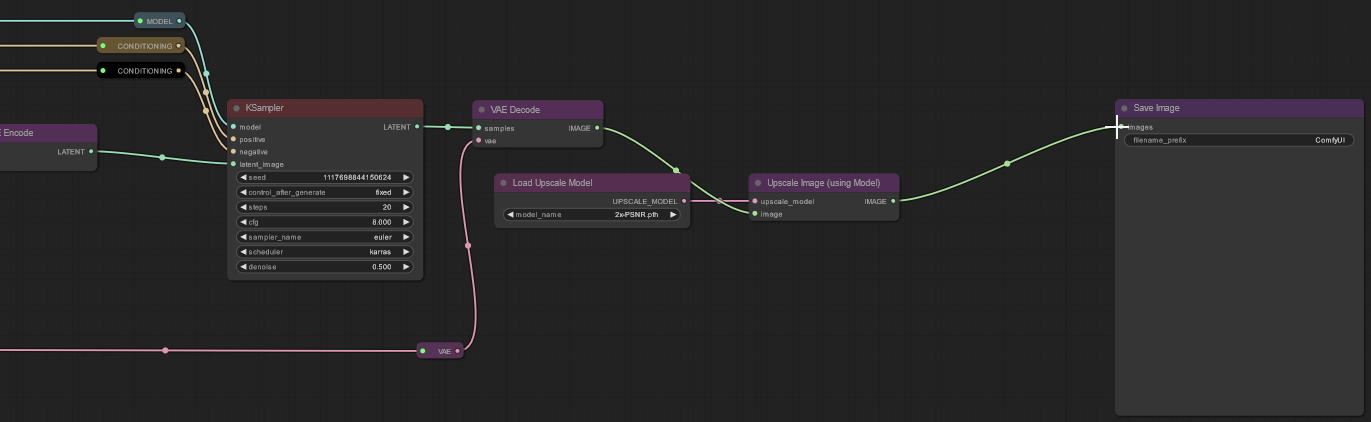 MODEL
CONDITIONING
CONDITIONING
E Encode
LATENT
KSampler
model
LATENT
positive
negative
latent_image
seed 1117698844150624
control_after_generate fixed
steps 20
cfg 8.000
sampler_name euler
scheduler karras
denoise 0.500
VAE
VAE Decode
samples IMAGE
vae
Load Upscale Model
UPSCALE_MODEL
model_name 2x-PSNR.pth
Upscale Image (using Model)
upscale_model IMAGE
image
Save Image
images
filename_prefix ComfyUI